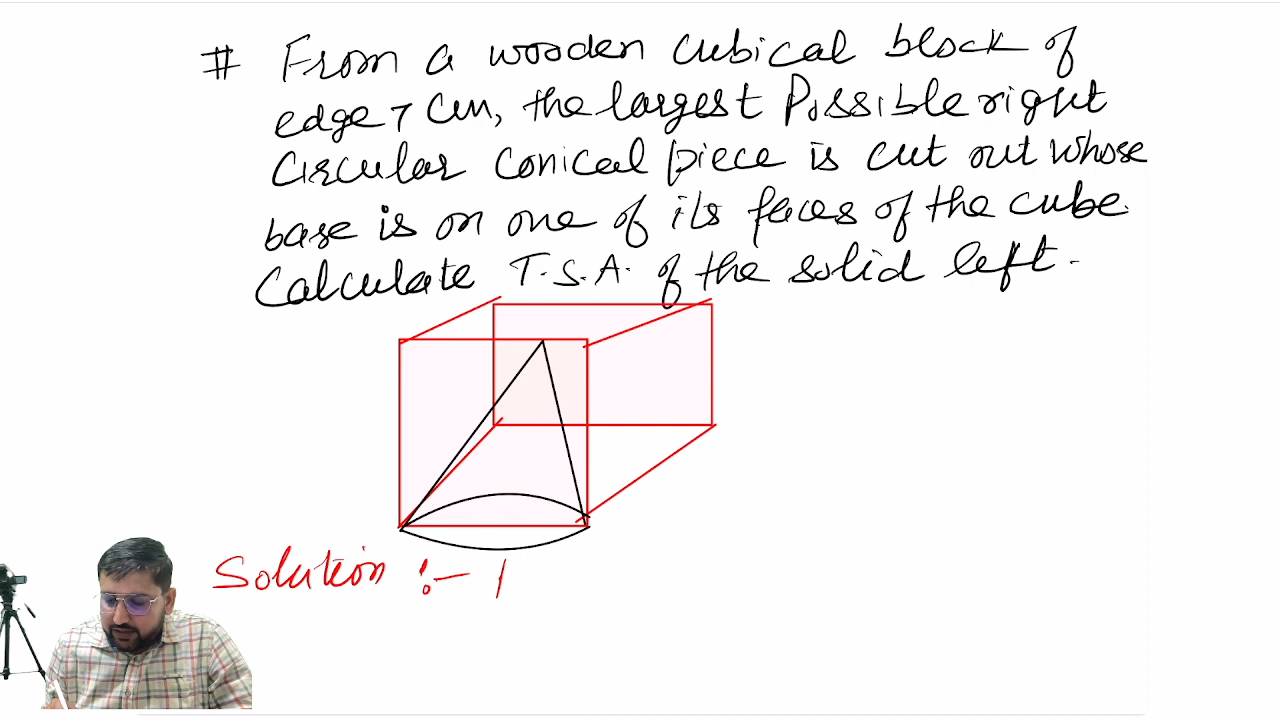 # From a wooden cubical block of
edge 7 cm, the largest possible right
circular conical piece is cut out whose
base is on one of its faces of the cube.
Calculate T.S.A. of the solid left.
Solution :-